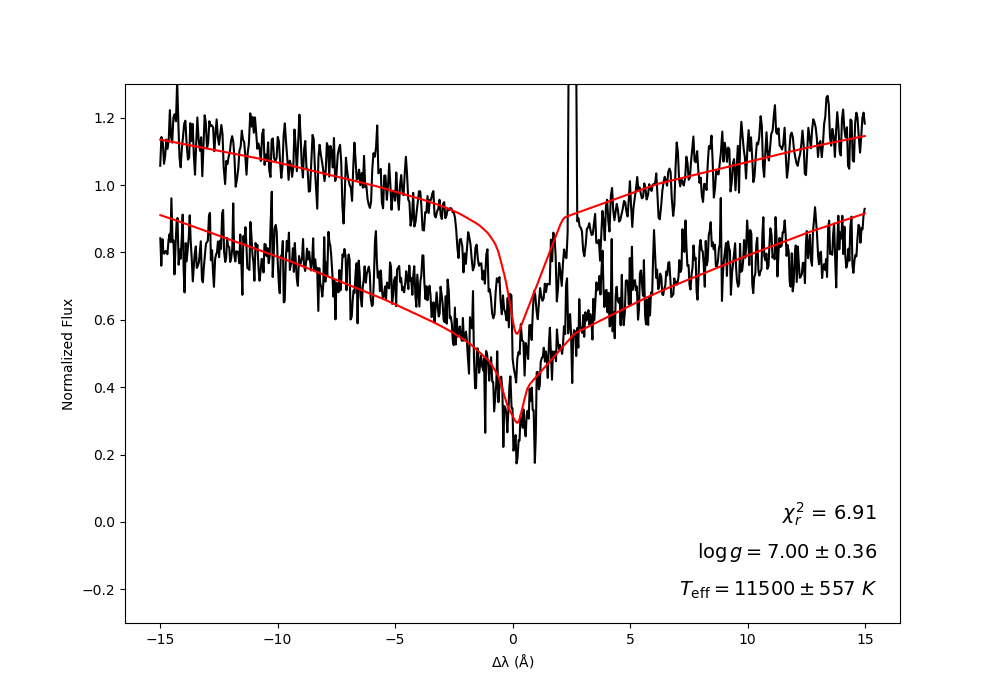 1.2
1.0
0.8
0.6
0.4
0.2
0.0
−0.2
Normalized Flux
χ²ᵣ = 6.91
log g = 7.00 ± 0.36
T_eff = 11500 ± 557 K
−15 −10 −5 0 5 10 15
Δλ (Å)